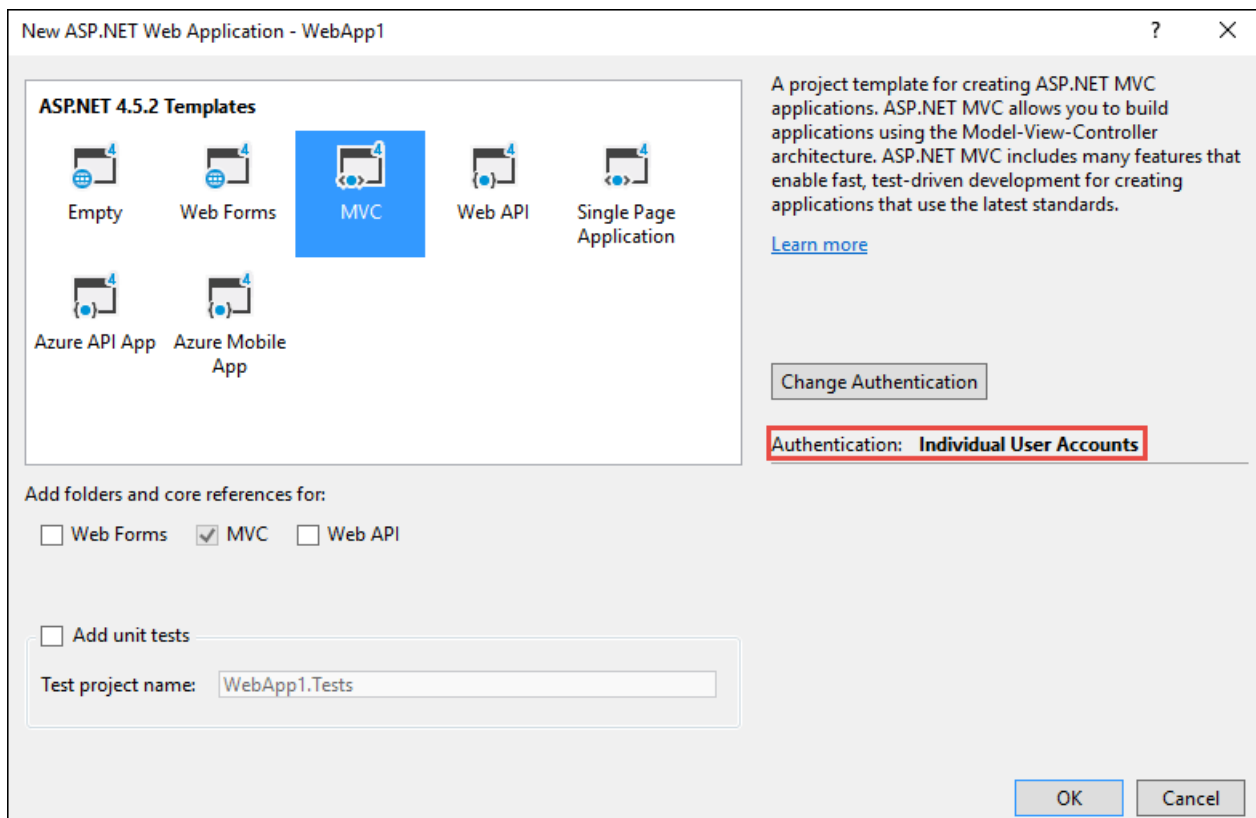 New ASP.NET Web Application - WebApp1
?
ASP.NET 4.5.2 Templates
4 4 4 4 4
Empty Web Forms MVC Web API Single Page
Application
4 4
Azure API App Azure Mobile
App
A project template for creating ASP.NET MVC
applications. ASP.NET MVC allows you to build
applications using the Model-View-Controller
architecture. ASP.NET MVC includes many features that
enable fast, test-driven development for creating
applications that use the latest standards.
Learn more
Change Authentication
Authentication: Individual User Accounts
Add folders and core references for:
Web Forms MVC Web API
Add unit tests
Test project name: WebApp1.Tests
OK Cancel